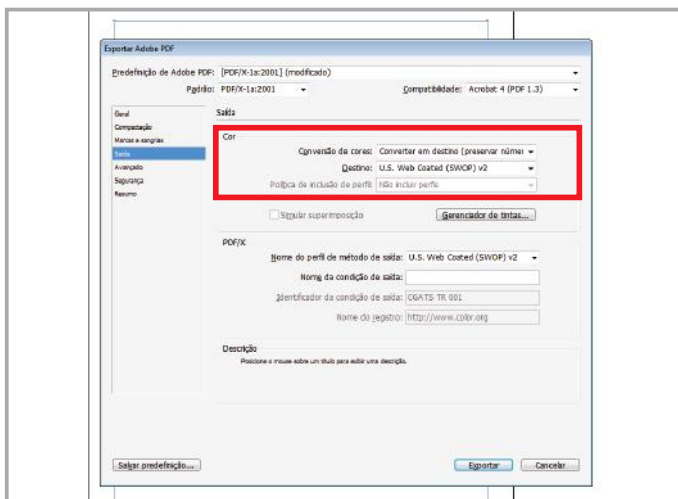 Exportar Adobe PDF
Predefinição de Adobe PDF: [PDF/X-1a:2001] (modificado)
Padrão: PDF/X-1a:2001 Compatibilidade: Acrobat 4 (PDF 1.3)
Geral
Compactação
Marcas e sangrias
Saída
Avançado
Segurança
Resumo
Saída
Cor
Conversão de cores: Converter em destino (preservar númer
Destino: U.S. Web Coated (SWOP) v2
Política de inclusão de perfil: Não incluir perfis
Simular superimposição Gerenciador de tintas...
PDF/X
Nome do perfil de método de saída: U.S. Web Coated (SWOP) v2
Nome da condição de saída:
Identificador da condição de saída: CGATS TR 001
Nome do registro: http://www.color.org
Descrição
Posicione o mouse sobre um título para exibir uma descrição.
Salvar predefinição... Exportar Cancelar